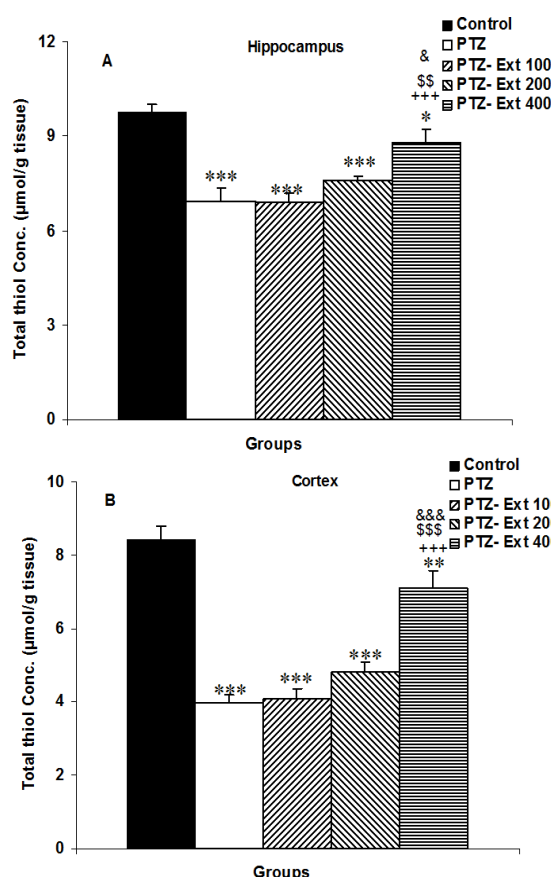 Control
PTZ
PTZ- Ext 100
PTZ- Ext 200
PTZ- Ext 400
Hippocampus
A
Total thiol Conc. (µmol/g tissue)
12
9
6
3
0
***
***
***
&
$$
+++
*
Groups
Control
PTZ
PTZ- Ext 10
PTZ- Ext 20
PTZ- Ext 40
Cortex
B
Total thiol Conc. (µmol/g tissue)
10
8
6
4
2
0
***
***
***
&&&
$$$
+++
**
Groups